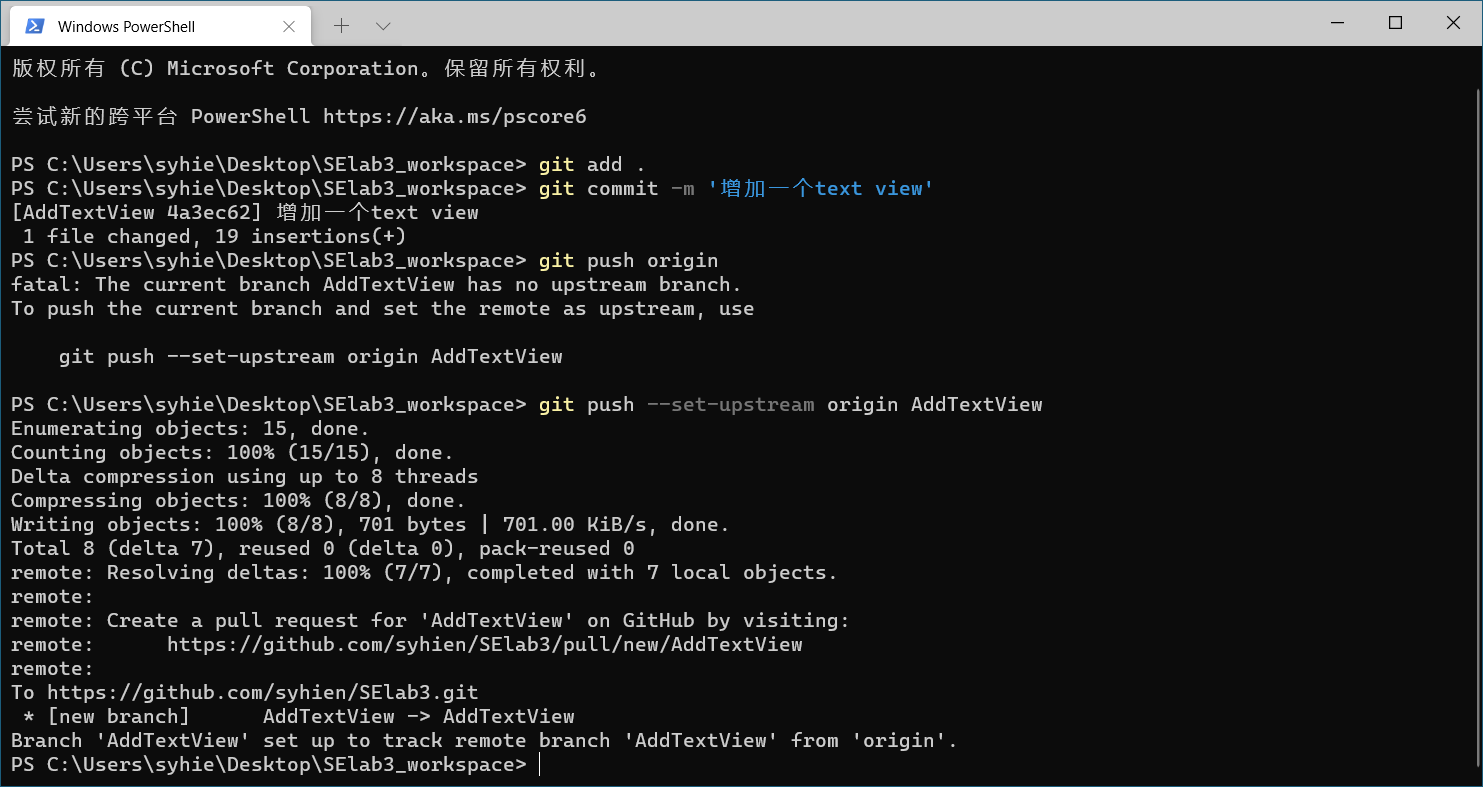 Windows PowerShell
版权所有 (C) Microsoft Corporation。保留所有权利。
尝试新的跨平台 PowerShell https://aka.ms/pscore6
PS C:\Users\syhie\Desktop\SElab3_workspace> git add .
PS C:\Users\syhie\Desktop\SElab3_workspace> git commit -m '增加一个text view'
[AddTextView 4a3ec62] 增加一个text view
 1 file changed, 19 insertions(+)
PS C:\Users\syhie\Desktop\SElab3_workspace> git push origin
fatal: The current branch AddTextView has no upstream branch.
To push the current branch and set the remote as upstream, use
    git push --set-upstream origin AddTextView
PS C:\Users\syhie\Desktop\SElab3_workspace> git push --set-upstream origin AddTextView
Enumerating objects: 15, done.
Counting objects: 100% (15/15), done.
Delta compression using up to 8 threads
Compressing objects: 100% (8/8), done.
Writing objects: 100% (8/8), 701 bytes | 701.00 KiB/s, done.
Total 8 (delta 7), reused 0 (delta 0), pack-reused 0
remote: Resolving deltas: 100% (7/7), completed with 7 local objects.
remote:
remote: Create a pull request for 'AddTextView' on GitHub by visiting:
remote:      https://github.com/syhien/SElab3/pull/new/AddTextView
remote:
To https://github.com/syhien/SElab3.git
 * [new branch]      AddTextView -> AddTextView
Branch 'AddTextView' set up to track remote branch 'AddTextView' from 'origin'.
PS C:\Users\syhie\Desktop\SElab3_workspace>